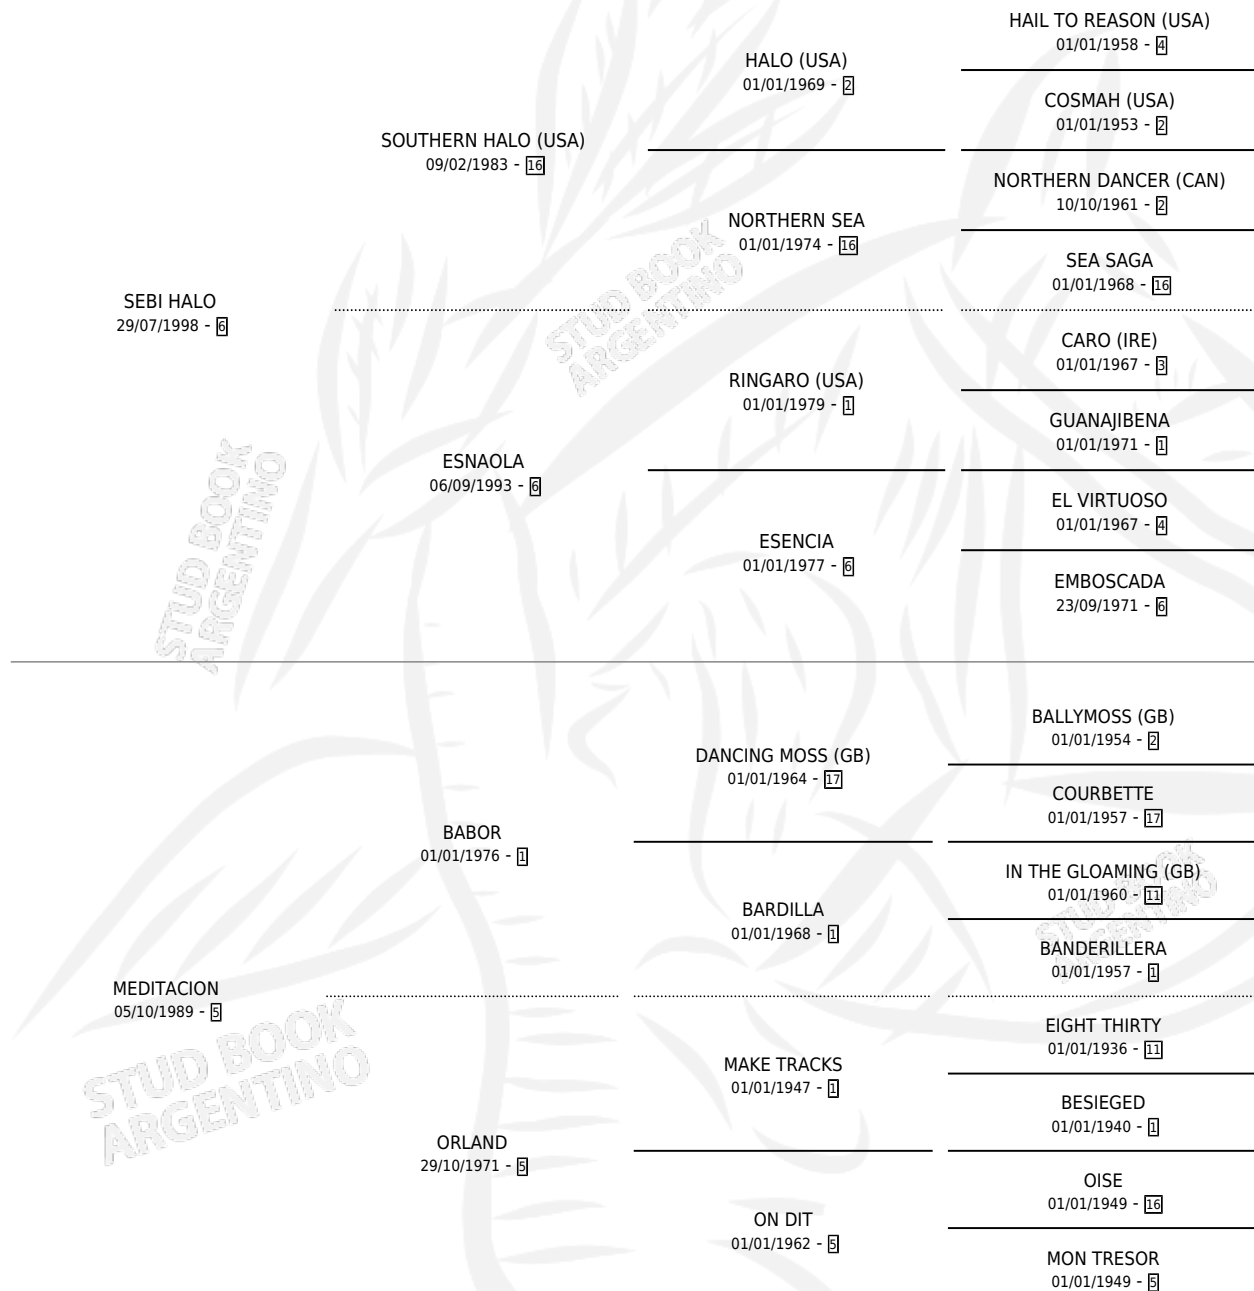 HAIL TO REASON (USA)
01/01/1958 - 4
HALO (USA)
01/01/1969 - 2
COSMAH (USA)
01/01/1953 - 2
SOUTHERN HALO (USA)
09/02/1983 - 16
NORTHERN DANCER (CAN)
10/10/1961 - 2
NORTHERN SEA
01/01/1974 - 16
SEA SAGA
01/01/1968 - 16
SEBI HALO
29/07/1998 - 6
STUD BOOK
ARGENTINO
CARO (IRE)
01/01/1967 - 3
RINGARO (USA)
01/01/1979 - 1
GUANAJIBENA
01/01/1971 - 1
ESNAOLA
06/09/1993 - 6
EL VIRTUOSO
01/01/1967 - 4
ESENCIA
01/01/1977 - 6
EMBOSCADA
23/09/1971 - 6
STUD BOOK
ARGENTINO
BALLYMOSS (GB)
01/01/1954 - 2
DANCING MOSS (GB)
01/01/1964 - 17
COURBETTE
01/01/1957 - 17
BABOR
01/01/1976 - 1
IN THE GLOAMING (GB)
01/01/1960 - 11
BARDILLA
01/01/1968 - 1
BANDERILLERA
01/01/1957 - 1
STUD BOOK
ARGENTINO
MEDITACION
05/10/1989 - 5
STUD BOOK
ARGENTINO
EIGHT THIRTY
01/01/1936 - 11
MAKE TRACKS
01/01/1947 - 1
BESIEGED
01/01/1940 - 1
ORLAND
29/10/1971 - 5
OISE
01/01/1949 - 16
ON DIT
01/01/1962 - 5
MON TRESOR
01/01/1949 - 5